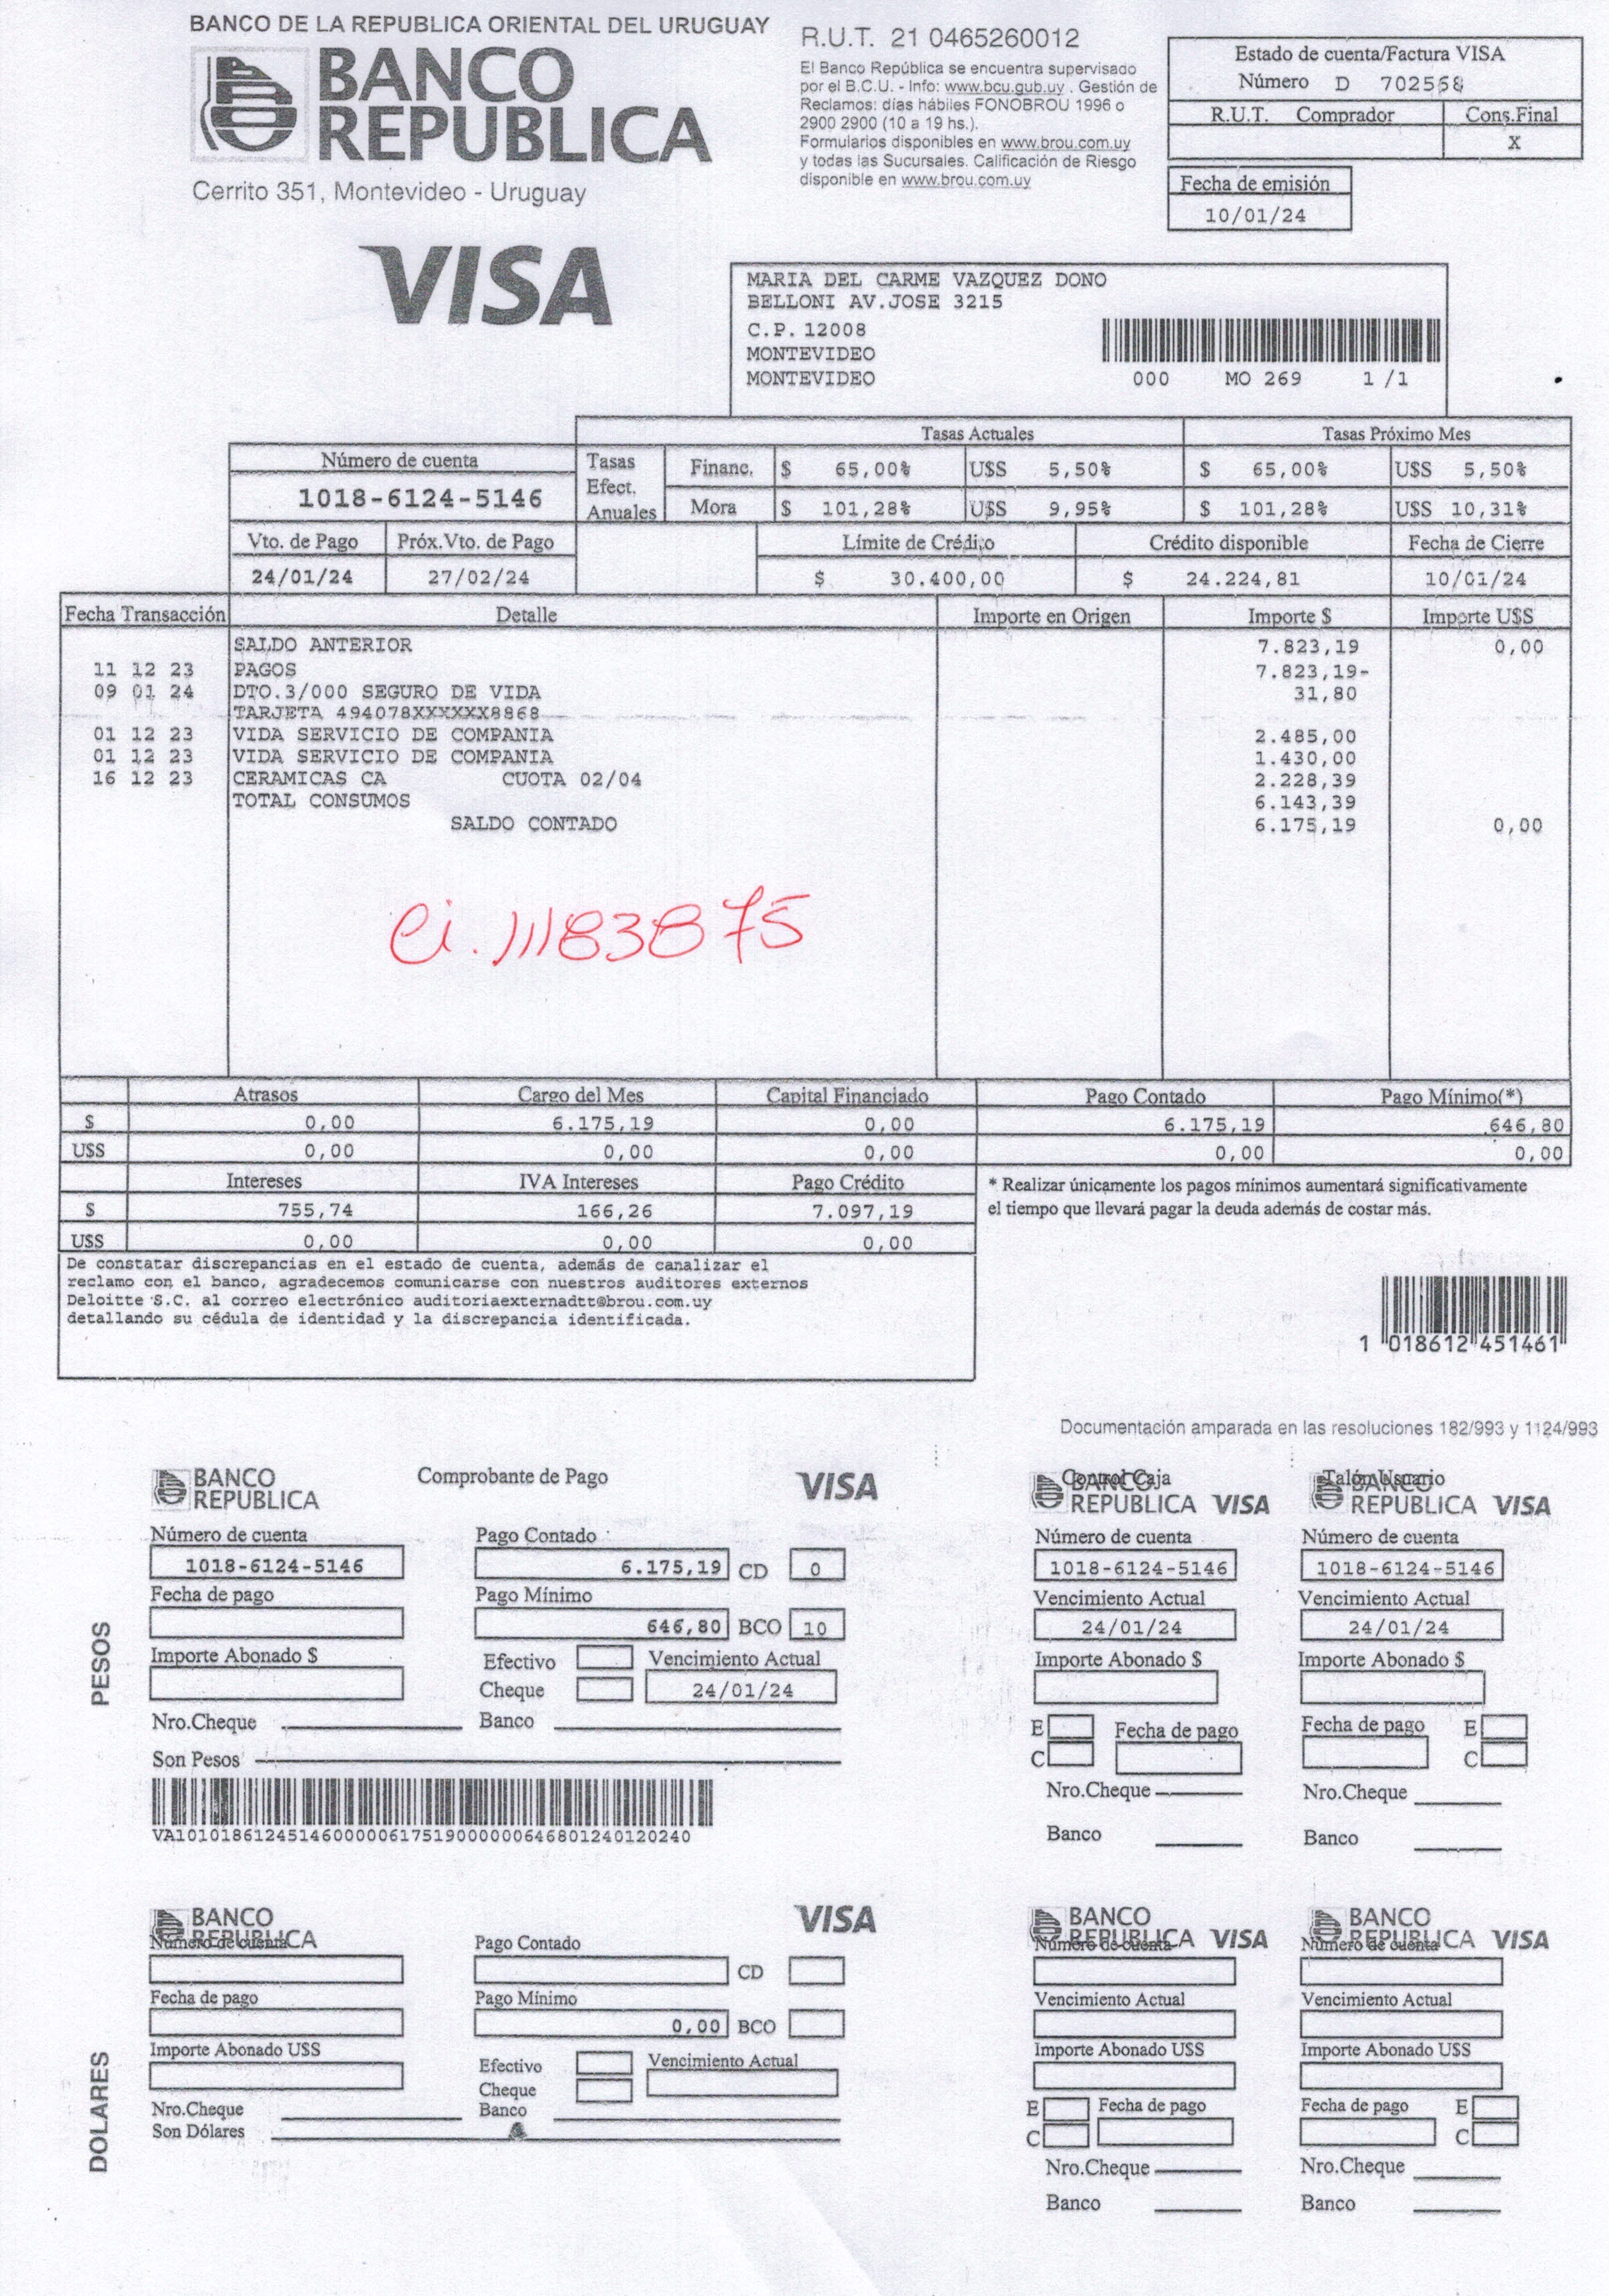 BANCO DE LA REPUBLICA ORIENTAL DEL URUGUAY
BANCO
REPUBLICA
Cerrito 351, Montevideo - Uruguay
R.U.T. 21 0465260012
El Banco República se encuentra supervisado
por el B.C.U. - Info: www.bcu.gub.uy . Gestión de
Reclamos: días hábiles FONOBROU 1996 o
2900 2900 (10 a 19 hs.).
Formularios disponibles en www.brou.com.uy
y todas las Sucursales. Calificación de Riesgo
disponible en www.brou.com.uy
Estado de cuenta/Factura VISA
Número D 702568
R.U.T. Comprador Cons.Final
X
Fecha de emisión
10/01/24
VISA
MARIA DEL CARME VAZQUEZ DONO
BELLONI AV.JOSE 3215
C.P. 12008
MONTEVIDEO
MONTEVIDEO 000 MO 269 1 /1
Tasas Actuales Tasas Próximo Mes
Número de cuenta
1018-6124-5146
Tasas
Efect.
Anuales
Financ. $ 65,00% U$S 5,50% $ 65,00% U$S 5,50%
Mora $ 101,28% U$S 9,95% $ 101,28% U$S 10,31%
Vto. de Pago Próx.Vto. de Pago Límite de Crédito Crédito disponible Fecha de Cierre
24/01/24 27/02/24 $ 30.400,00 $ 24.224,81 10/01/24
Fecha Transacción Detalle Importe en Origen Importe $ Importe U$S
SALDO ANTERIOR 7.823,19 0,00
11 12 23 PAGOS 7.823,19-
09 01 24 DTO.3/000 SEGURO DE VIDA 31,80
TARJETA 494078XXXXXX8868
01 12 23 VIDA SERVICIO DE COMPANIA 2.485,00
01 12 23 VIDA SERVICIO DE COMPANIA 1.430,00
16 12 23 CERAMICAS CA CUOTA 02/04 2.228,39
TOTAL CONSUMOS 6.143,39
SALDO CONTADO 6.175,19 0,00
ci. 11183875
Atrasos Cargo del Mes Capital Financiado Pago Contado Pago Mínimo(*)
$ 0,00 6.175,19 0,00 6.175,19 646,80
U$S 0,00 0,00 0,00 0,00 0,00
Intereses IVA Intereses Pago Crédito
$ 755,74 166,26 7.097,19
U$S 0,00 0,00 0,00
* Realizar únicamente los pagos mínimos aumentará significativamente
el tiempo que llevará pagar la deuda además de costar más.
De constatar discrepancias en el estado de cuenta, además de canalizar el
reclamo con el banco, agradecemos comunicarse con nuestros auditores externos
Deloitte S.C. al correo electrónico auditoriaexternadtt@brou.com.uy
detallando su cédula de identidad y la discrepancia identificada.
1 018612 451461
Documentación amparada en las resoluciones 182/993 y 1124/993
PESOS
BANCO
REPUBLICA
Comprobante de Pago
VISA
Número de cuenta Pago Contado
1018-6124-5146 6.175,19 CD 0
Fecha de pago Pago Mínimo
646,80 BCO 10
Importe Abonado $ Efectivo Vencimiento Actual
Cheque 24/01/24
Nro.Cheque Banco
Son Pesos
VA10101861245146000006175190000006468012401 20240
Control Caja
BANCO
REPUBLICA VISA
Número de cuenta
1018-6124-5146
Vencimiento Actual
24/01/24
Importe Abonado $
E Fecha de pago
C
Nro.Cheque
Banco
Talón Usuario
BANCO
REPUBLICA VISA
Número de cuenta
1018-6124-5146
Vencimiento Actual
24/01/24
Importe Abonado $
Fecha de pago E
C
Nro.Cheque
Banco
DOLARES
BANCO
REPUBLICA
VISA
Número de cuenta Pago Contado
CD
Fecha de pago Pago Mínimo
0,00 BCO
Importe Abonado U$S Efectivo Vencimiento Actual
Cheque
Nro.Cheque Banco
Son Dólares
BANCO
REPUBLICA VISA
Número de cuenta
Vencimiento Actual
Importe Abonado U$S
E Fecha de pago
C
Nro.Cheque
Banco
BANCO
REPUBLICA VISA
Número de cuenta
Vencimiento Actual
Importe Abonado U$S
Fecha de pago E
C
Nro.Cheque
Banco